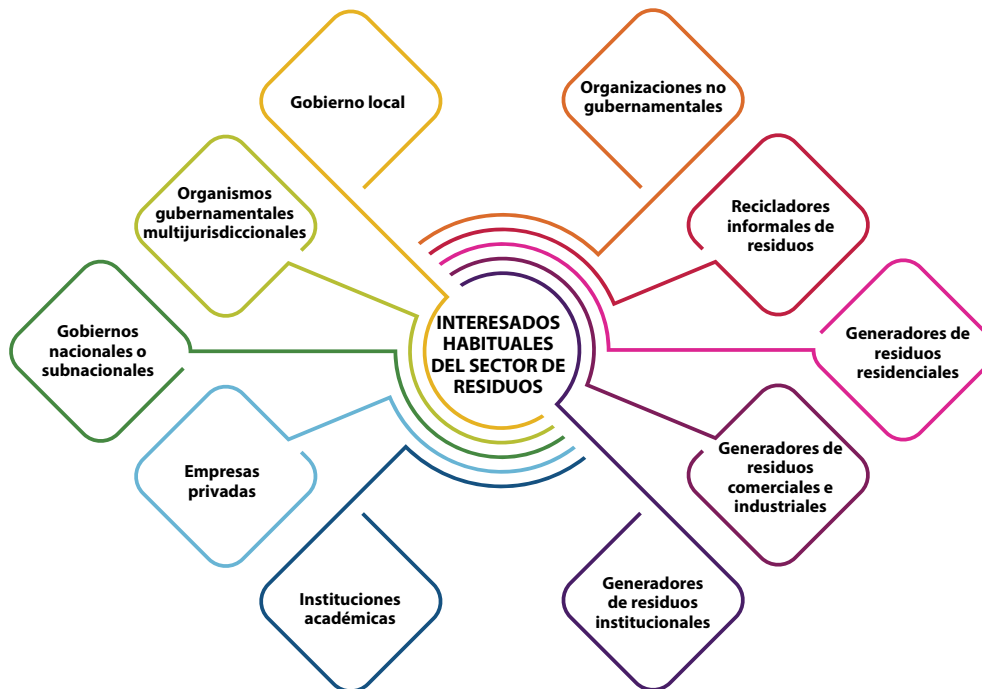 Gobierno local
Organizaciones no
gubernamentales
Organismos
gubernamentales
multijurisdiccionales
Recicladores
informales de
residuos
Gobiernos
nacionales o
subnacionales
INTERESADOS
HABITUALES
DEL SECTOR DE
RESIDUOS
Generadores de
residuos
residenciales
Empresas
privadas
Generadores de
residuos
comerciales e
industriales
Instituciones
académicas
Generadores
de residuos
institucionales